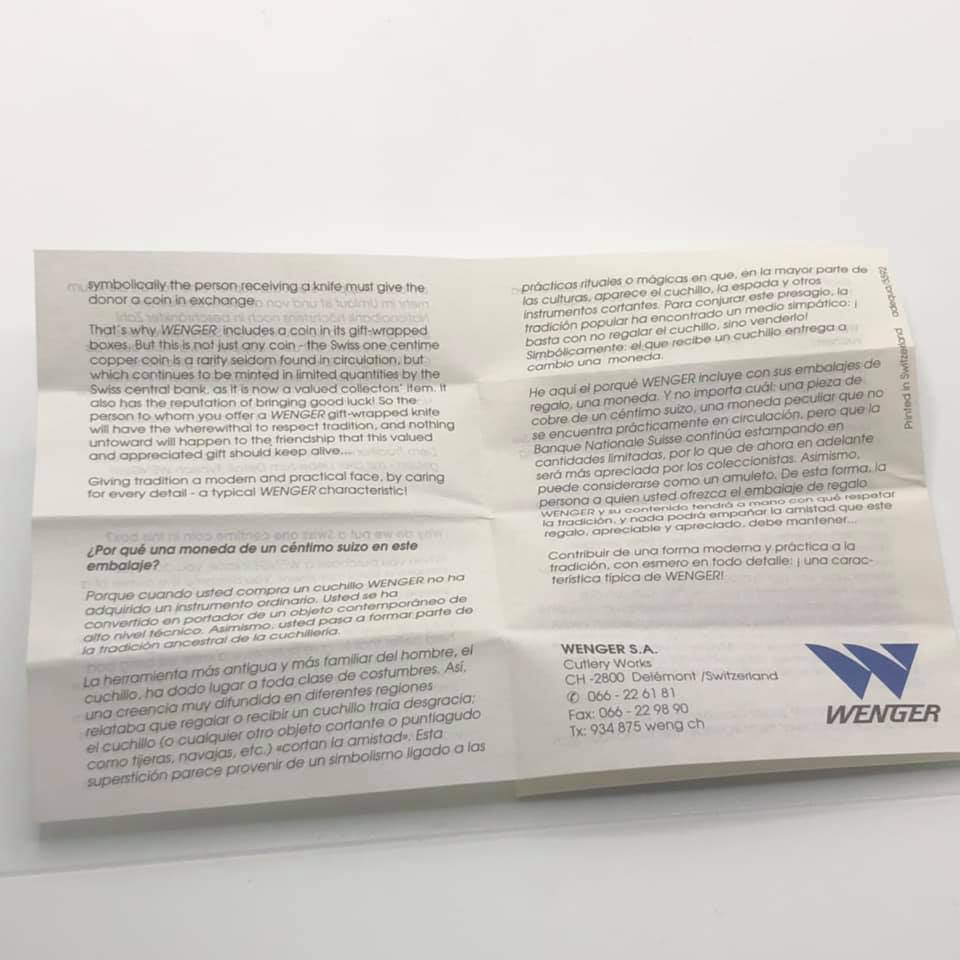 symbolically the person receiving a knife must give the
donor a coin in exchange.
That´s why WENGER includes a coin in its gift-wrapped
boxes. But this is not just any coin - the Swiss one centime
copper coin is a rarity seldom found in circulation, but
which continues to be minted in limited quantities by the
Swiss central bank, as it is now a valued collectors' item. It
also has the reputation of bringing good luck! So the
person to whom you offer a WENGER gift-wrapped knife
will have the wherewithal to respect tradition, and nothing
untoward will happen to the friendship that this valued
and appreciated gift should keep alive...
Giving tradition a modern and practical face, by caring
for every detail - a typical WENGER characteristic!
¿Por qué una moneda de un céntimo suizo en este
embalaje?
Porque cuando usted compra un cuchillo WENGER no ha
adquirido un instrumento ordinario. Usted se ha
convertido en portador de un objeto contemporáneo de
alto nivel técnico. Asimismo, usted pasa a formar parte de
la tradición ancestral de la cuchillería.
La herramienta más antigua y más familiar del hombre, el
cuchillo, ha dado lugar a toda clase de costumbres. Así,
una creencia muy difundida en diferentes regiones
relataba que regalar o recibir un cuchillo traía desgracia;
el cuchillo (o cualquier otro objeto cortante o puntiagudo
como tijeras, navajas, etc.) «cortan la amistad». Esta
superstición parece provenir de un simbolismo ligado a las
prácticas rituales o mágicas en que, en la mayor parte de
las culturas, aparece el cuchillo, la espada y otros
instrumentos cortantes. Para conjurar este presagio, la
tradición popular ha encontrado un medio simpático: ¡
basta con no regalar el cuchillo, sino venderlo!
Simbólicamente: el que recibe un cuchillo entrega a
cambio una moneda.
He aquí el porqué WENGER incluye con sus embalajes de
regalo, una moneda. Y no importa cuál: una pieza de
cobre de un céntimo suizo, una moneda peculiar que no
se encuentra prácticamente en circulación, pero que la
Banque Nationale Suisse continúa estampando en
cantidades limitadas, por lo que de ahora en adelante
será más apreciada por los coleccionistas. Asimismo,
puede considerarse como un amuleto. De esta forma, la
persona a quien usted ofrezca el embalaje de regalo
WENGER y su contenido tendrá a mano con qué respetar
la tradición, y nada podrá empañar la amistad que este
regalo, apreciable y apreciado, debe mantener...
Contribuir de una forma moderna y práctica a la
tradición, con esmero en todo detalle: ¡ una carac-
terística típica de WENGER!
WENGER S.A.
Cutlery Works
CH -2800 Delémont /Switzerland
✆ 066 - 22 61 81
Fax: 066 - 22 98 90
Tx: 934 875 weng ch
WENGER
Printed in Switzerland adequa/3592